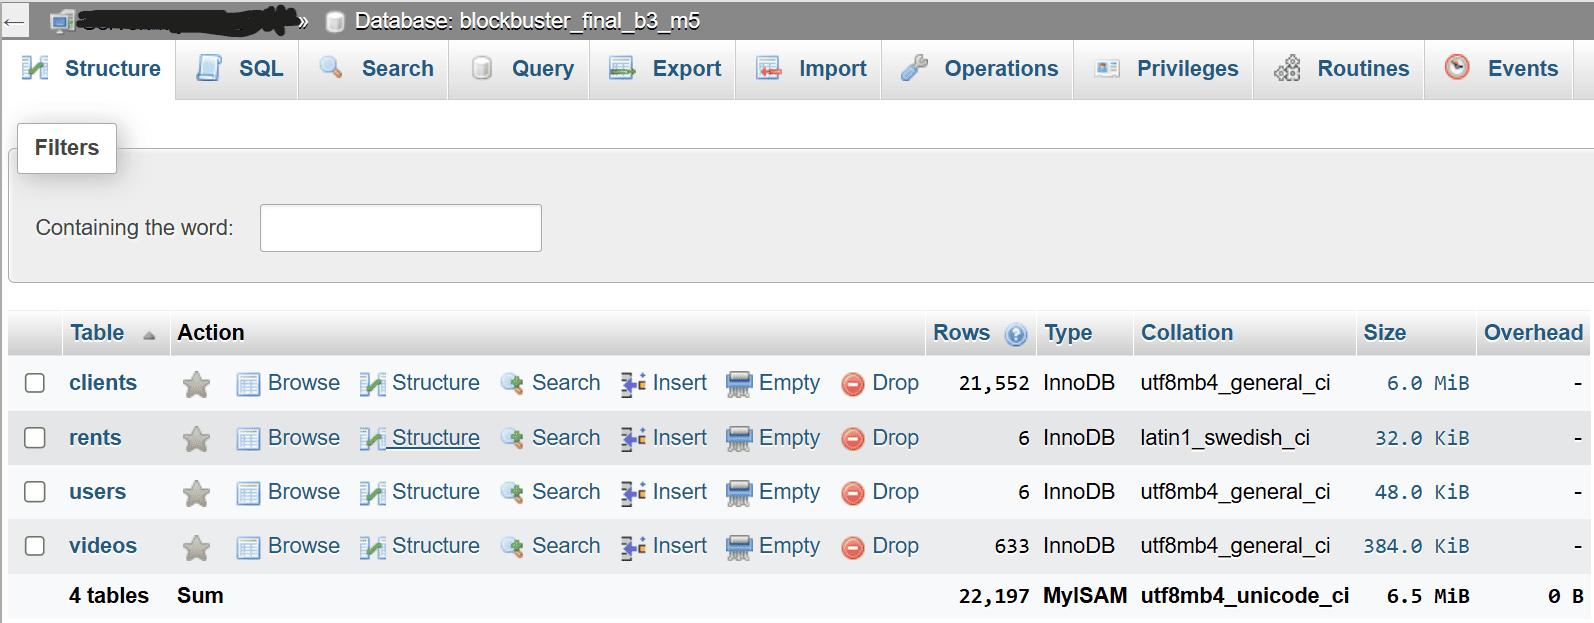 ← » Database: blockbuster_final_b3_m5
Structure SQL Search Query Export Import Operations Privileges Routines Events
Filters
Containing the word:
Table Action Rows Type Collation Size Overhead
clients Browse Structure Search Insert Empty Drop 21,552 InnoDB utf8mb4_general_ci 6.0 MiB -
rents Browse Structure Search Insert Empty Drop 6 InnoDB latin1_swedish_ci 32.0 KiB -
users Browse Structure Search Insert Empty Drop 6 InnoDB utf8mb4_general_ci 48.0 KiB -
videos Browse Structure Search Insert Empty Drop 633 InnoDB utf8mb4_general_ci 384.0 KiB -
4 tables Sum 22,197 MyISAM utf8mb4_unicode_ci 6.5 MiB 0 B